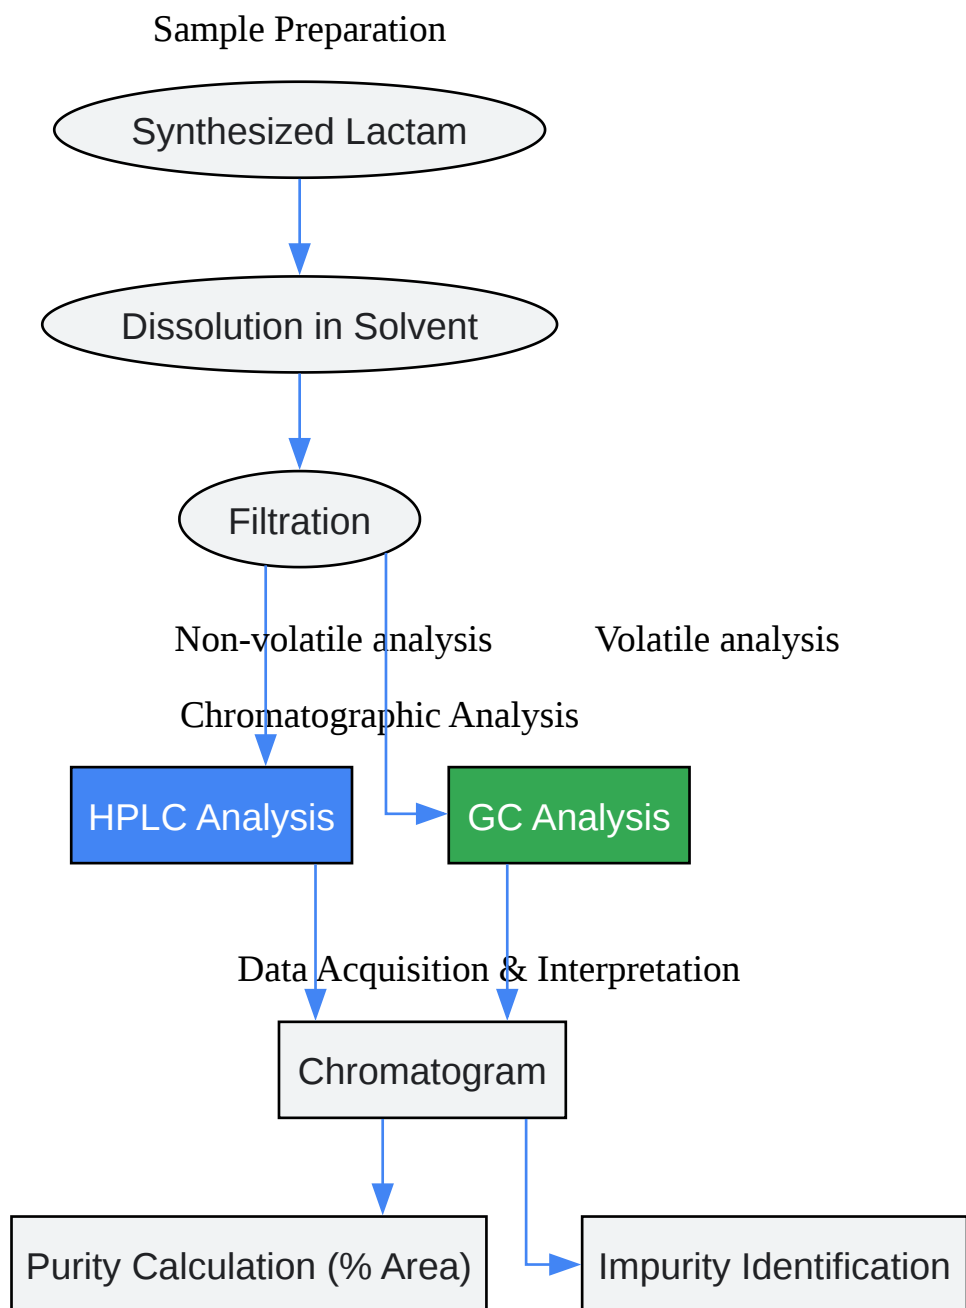 Sample Preparation
Synthesized Lactam
Dissolution in Solvent
Filtration
Non-volatile analysis
Volatile analysis
Chromatographic Analysis
HPLC Analysis
GC Analysis
Data Acquisition & Interpretation
Chromatogram
Purity Calculation (% Area)
Impurity Identification